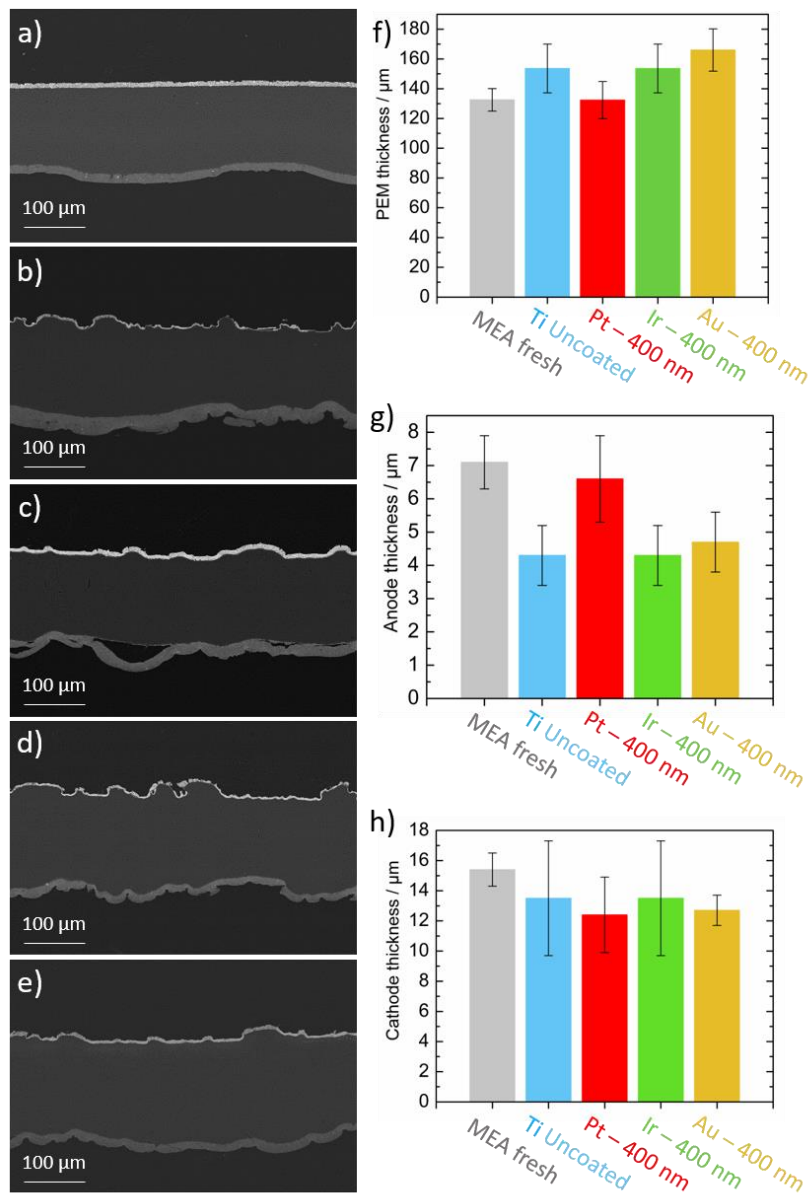 a)
100 µm
b)
100 µm
c)
100 µm
d)
100 µm
e)
100 µm
f)
PEM thickness / µm
180
160
140
120
100
80
60
40
20
0
MEA fresh
Ti Uncoated
Pt – 400 nm
Ir – 400 nm
Au – 400 nm
g)
Anode thickness / µm
8
7
6
5
4
3
2
1
0
MEA fresh
Ti Uncoated
Pt – 400 nm
Ir – 400 nm
Au – 400 nm
h)
Cathode thickness / µm
18
16
14
12
10
8
6
4
2
0
MEA fresh
Ti Uncoated
Pt – 400 nm
Ir – 400 nm
Au – 400 nm